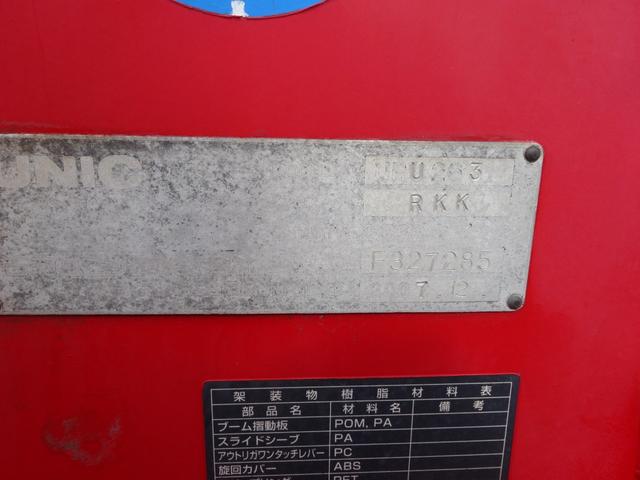 UNIC
U263
RKK
F327285
2007 12
架装物樹脂材料表
部品名 材料名 備考
ブーム摺動板 POM, PA
スライドシーブ PA
アウトリガワンタッチレバー PC
旋回カバー ABS
PET